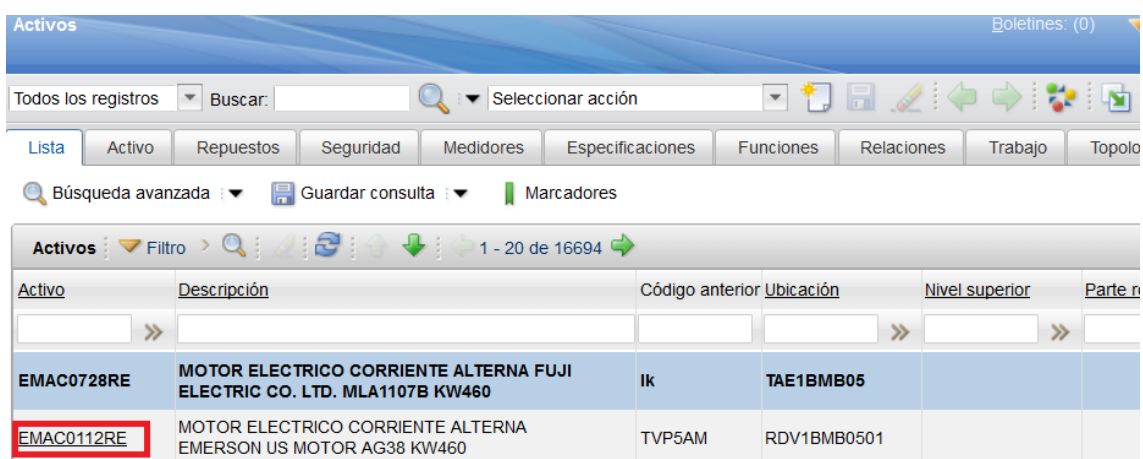 Activos Boletines: (0)
Todos los registros Buscar: Seleccionar acción
Lista Activo Repuestos Seguridad Medidores Especificaciones Funciones Relaciones Trabajo Topolo
Búsqueda avanzada Guardar consulta Marcadores
Activos Filtro 1 - 20 de 16694
Activo Descripción Código anterior Ubicación Nivel superior Parte r
MOTOR ELECTRICO CORRIENTE ALTERNA FUJI
EMAC0728RE lk TAE1BMB05
ELECTRIC CO. LTD. MLA1107B KW460
MOTOR ELECTRICO CORRIENTE ALTERNA
EMAC0112RE TVP5AM RDV1BMB0501
EMERSON US MOTOR AG38 KW460